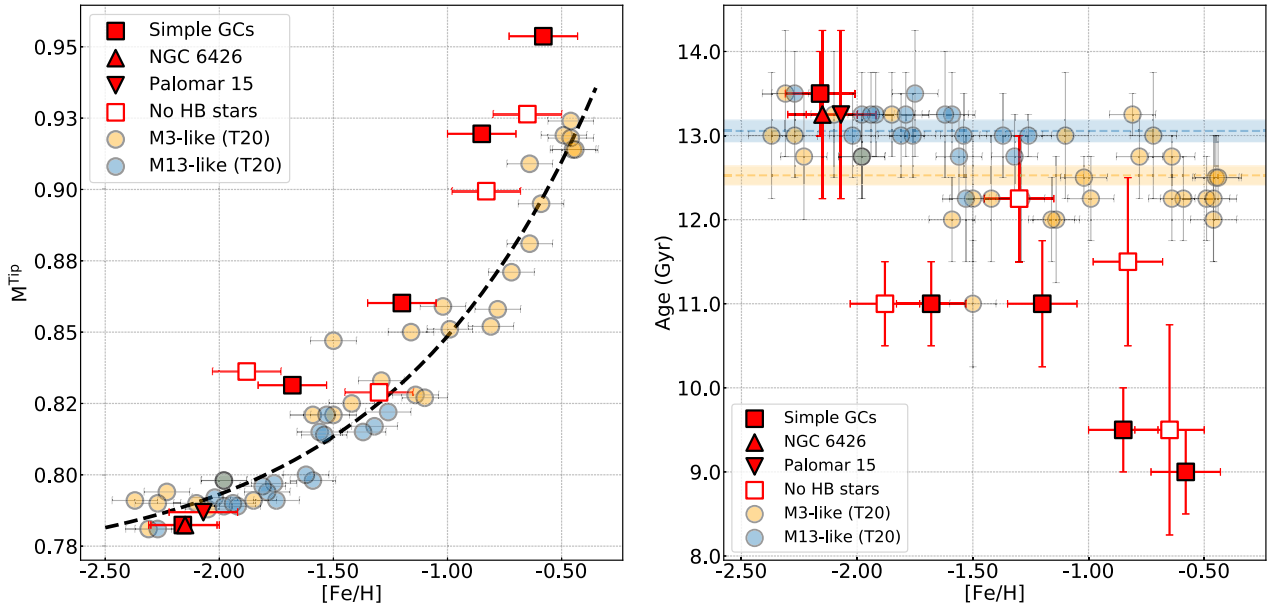 Simple GCs
NGC 6426
Palomar 15
No HB stars
M3-like (T20)
M13-like (T20)
0.95
0.93
0.90
0.88
0.85
0.82
0.80
0.78
M^Tip
-2.50
-2.00
-1.50
-1.00
-0.50
[Fe/H]
14.0
13.0
12.0
11.0
10.0
9.0
8.0
Age (Gyr)
Simple GCs
NGC 6426
Palomar 15
No HB stars
M3-like (T20)
M13-like (T20)
-2.50
-2.00
-1.50
-1.00
-0.50
[Fe/H]